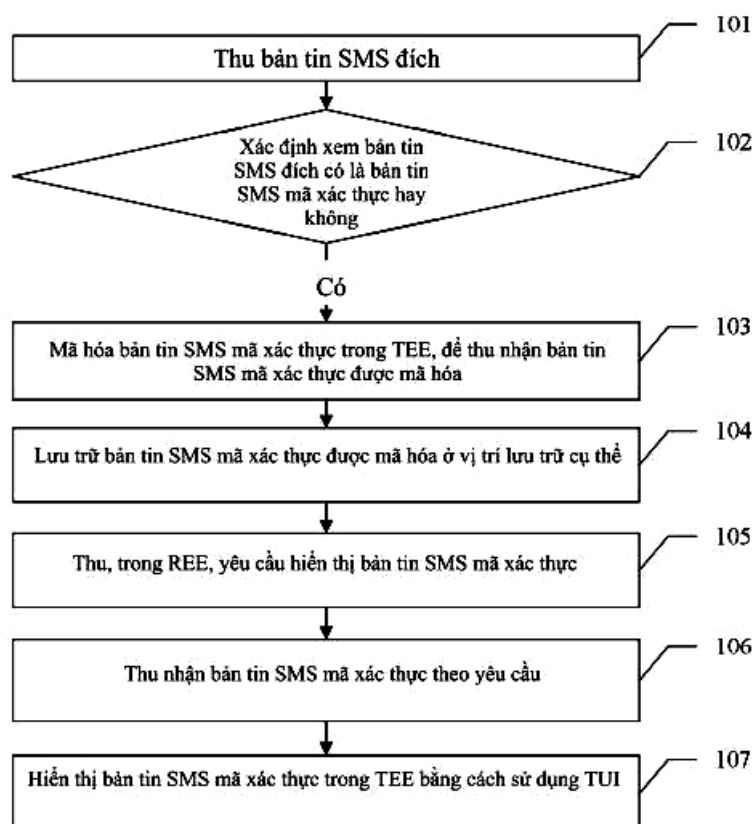 101
Thu bản tin SMS đích
102
Xác định xem bản tin
SMS đích có là bản tin
SMS mã xác thực hay
không
Có
103
Mã hóa bản tin SMS mã xác thực trong TEE, để thu nhận bản tin
SMS mã xác thực được mã hóa
104
Lưu trữ bản tin SMS mã xác thực được mã hóa ở vị trí lưu trữ cụ thể
105
Thu, trong REE, yêu cầu hiển thị bản tin SMS mã xác thực
106
Thu nhận bản tin SMS mã xác thực theo yêu cầu
107
Hiển thị bản tin SMS mã xác thực trong TEE bằng cách sử dụng TUI